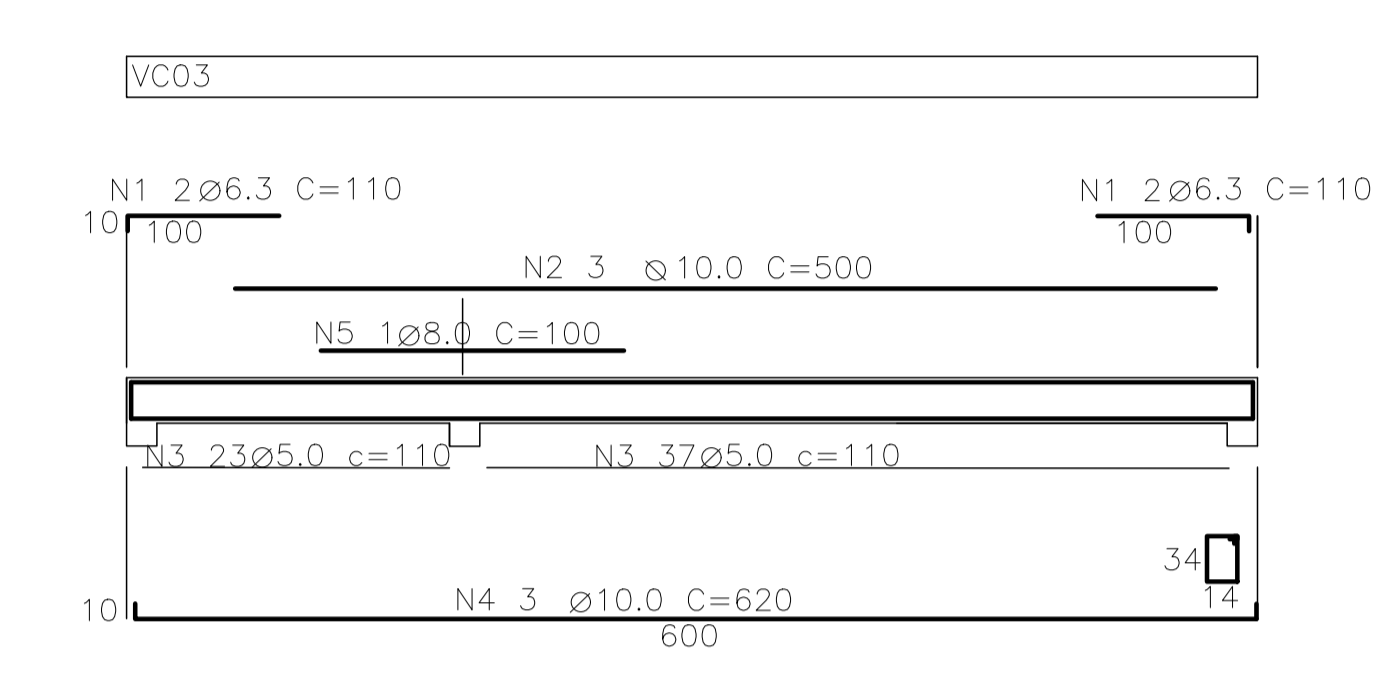 VC03
N1 2Ø6.3 C=110
N1 2Ø6.3 C=110
10
100
100
N2 3 Ø10.0 C=500
N5 1Ø8.0 C=100
N3 23Ø5.0 c=110
N3 37Ø5.0 c=110
34
14
N4 3 Ø10.0 C=620
10
600